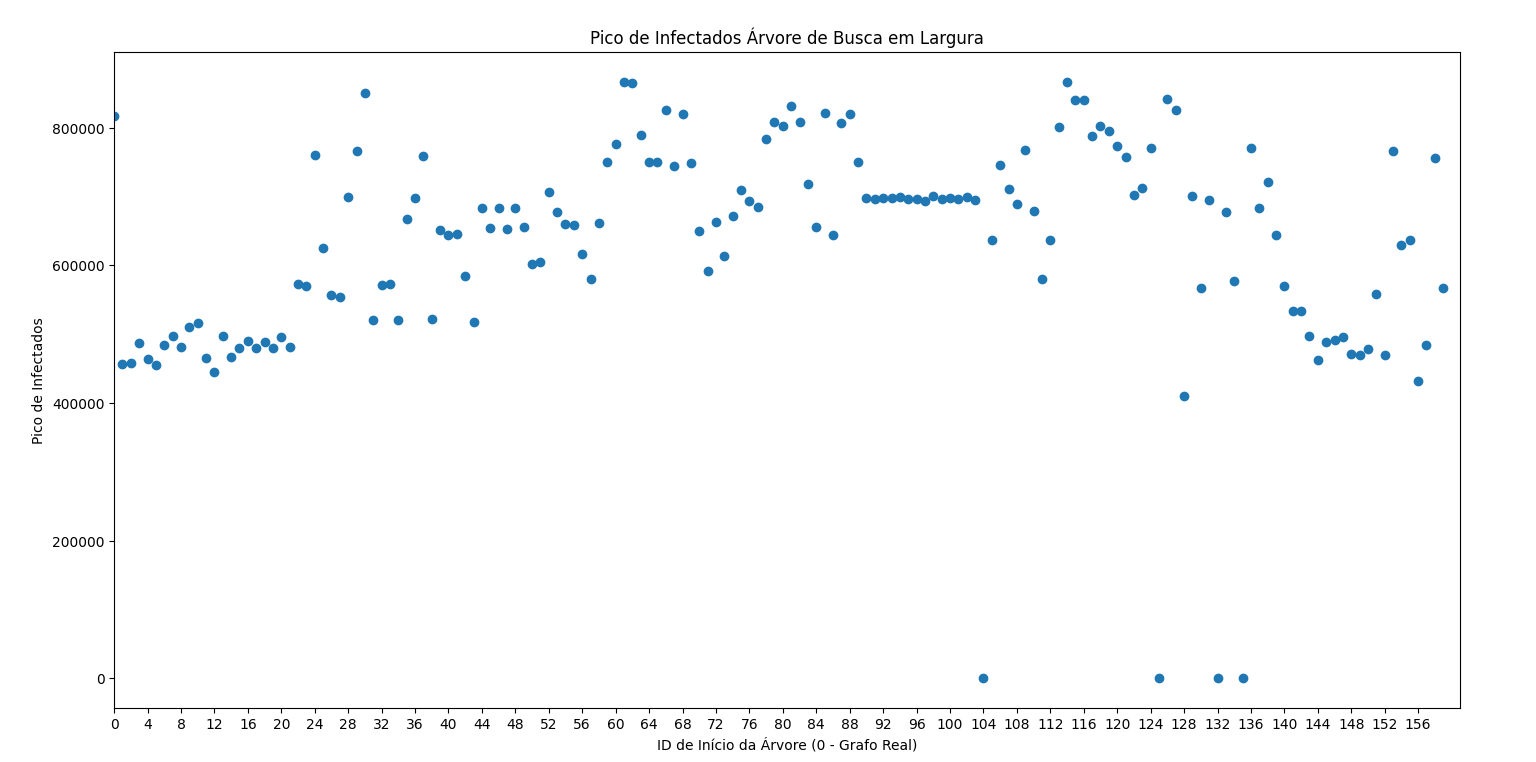 Pico de Infectados Árvore de Busca em Largura
Pico de Infectados
800000
600000
400000
200000
0
0 4 8 12 16 20 24 28 32 36 40 44 48 52 56 60 64 68 72 76 80 84 88 92 96 100 104 108 112 116 120 124 128 132 136 140 144 148 152 156
ID de Início da Árvore (0 - Grafo Real)